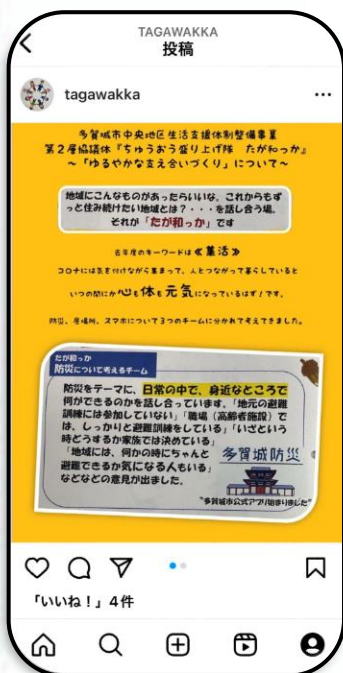 TAGAWAKKA
投稿
tagawakka
多賀城市中央地区生活支援体制整備事業
第２層協議体『ちゅうおう盛り上げ隊 たが和っか』
～「ゆるやかな支え合いづくり」について～
地域にこんなものがあったらいいな。これからもず
っと住み続けたい地域とは？・・・を話し合う場。
それが「たが和っか」です
去年度のキーワードは≪集活≫
コロナには気を付けながら集まって、人とつながって暮らしていると
いつの間にか心も体も元気になっているはず！です。
防災、居場所、スマホについて３つのチームに分かれて考えてきました。
たが和っか
防災について考えるチーム
防災をテーマに、日常の中で、身近なところで
何ができるのかを話し合っています。「地元の避難
訓練には参加していない」「職場（高齢者施設）で
は、しっかりと避難訓練をしている」「いざという
時どうするか家族では決めている」
「地域には、何かの時にちゃんと
避難できるか気になる人もいる」
などなどの意見が出ました。
多賀城防災
"多賀城市公式アプリ始まりました"
「いいね！」4件